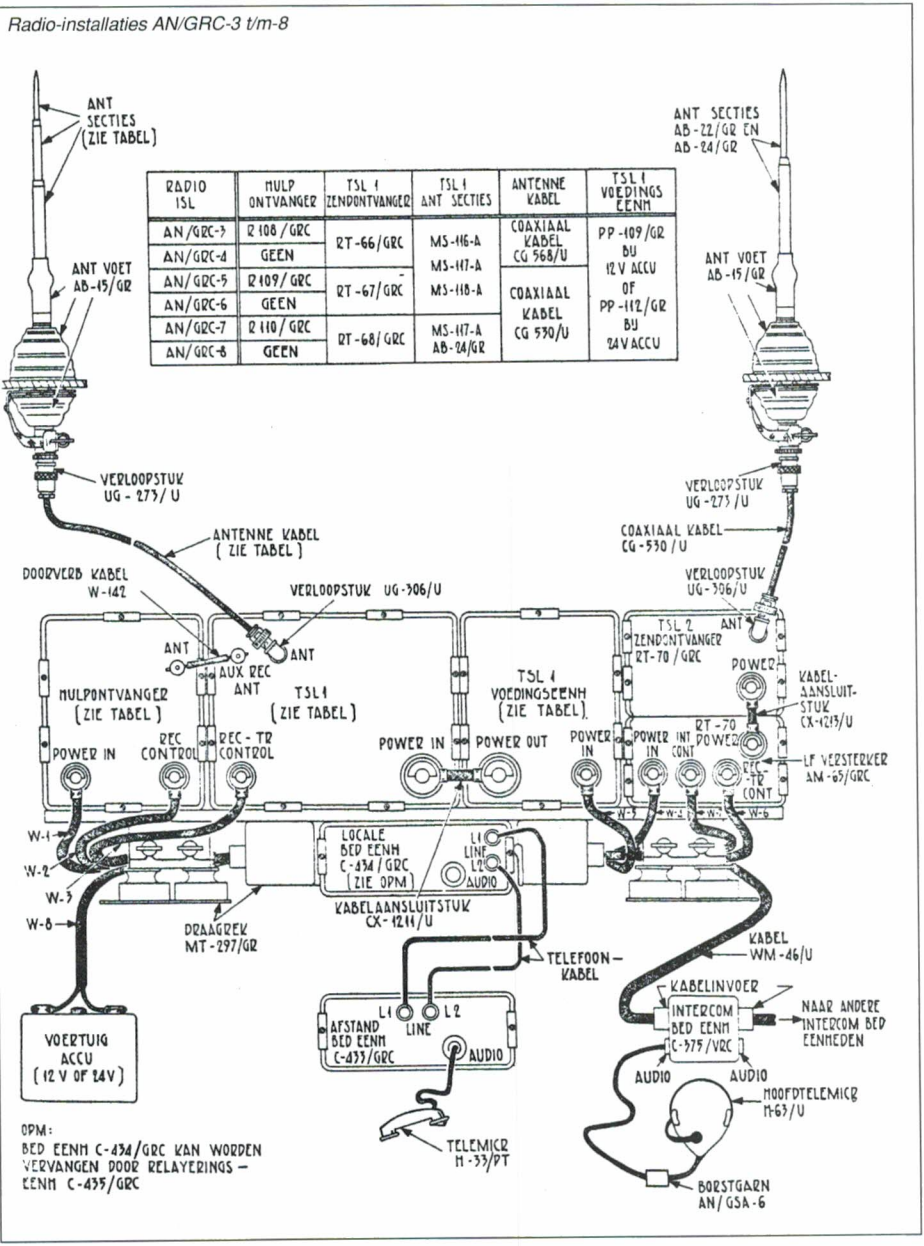 Radio-installaties AN/GRC-3 t/m-8
ANT
SECTIES
(ZIE TABEL)
ANT SECTIES
AB-22/GR EN
AB-24/GR
RADIO
ISL
HULP
ONTVANGER
TSL 1
ZENDONTVANGER
TSL 1
ANT SECTIES
ANTENNE
KABEL
TSL 1
VOEDINGS
EENH
AN/GRC-3
R 108/GRC
RT-66/GRC
MS-116-A
MS-117-A
MS-118-A
COAXIAAL
KABEL
CG 568/U
PP-109/GR
BIJ
12V ACCU
OF
PP-112/GR
BIJ
24V ACCU
AN/GRC-4
GEEN
AN/GRC-5
R109/GRC
RT-67/GRC
COAXIAAL
KABEL
CG 530/U
AN/GRC-6
GEEN
AN/GRC-7
R 110/GRC
RT-68/GRC
MS-117-A
AB-24/GR
AN/GRC-8
GEEN
ANT VOET
AB-15/GR
ANT VOET
AB-15/GR
VERLOOPSTUK
UG-273/U
VERLOOPSTUK
UG-273/U
ANTENNE KABEL
(ZIE TABEL)
COAXIAAL KABEL
CG-530/U
DOORVERB KABEL
W-142
VERLOOPSTUK UG-306/U
VERLOOPSTUK
UG-306/U
ANT
AUX REC
ANT
ANT
ANT
HULPONTVANGER
(ZIE TABEL)
TSL 1
(ZIE TABEL)
TSL 1
VOEDINGSEENH
(ZIE TABEL)
TSL 2
ZENDONTVANGER
RT-70/GRC
POWER
KABEL-
AANSLUIT-
STUK
CX-1213/U
POWER IN
REC
CONTROL
REC-TR
CONTROL
POWER IN
POWER OUT
POWER
IN
POWER
IN
INT
CONT
RT-70
POWER
REC
-TR
CONT
LF VERSTERKER
AM-65/GRC
W-1
W-2
W-3
W-8
W-6
LOCALE
BED EENH
C-434/GRC
(ZIE OPM)
L1
LINE
L2
AUDIO
DRAAGREK
MT-297/GR
KABELAANSLUITSTUK
CX-1211/U
TELEFOON-
KABEL
KABEL
WM-46/U
VOERTUIG
ACCU
(12 V OF 24V)
L1
L2
LINE
AFSTAND
BED EENH
C-433/GRC
AUDIO
KABELINVOER
INTERCOM
BED EENH
C-375/VRC
NAAR ANDERE
INTERCOM BED
EENHEDEN
AUDIO
AUDIO
HOOFDTELEMICR
H-63/U
TELEMICR
H-33/PT
BORSTGARN
AN/GSA-6
OPM:
BED EENH C-434/GRC KAN WORDEN
VERVANGEN DOOR RELAYERINGS-
EENH C-435/GRC